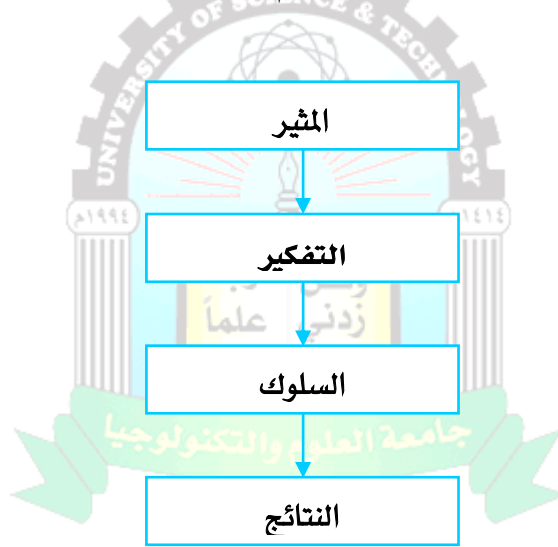 UNIVERSITY OF SCIENCE & TECHNOLOGY
المثير
١٩٩٤م
١٤١٤
التفكير
زدني علماً
السلوك
جامعة العلوم والتكنولوجيا
النتائج